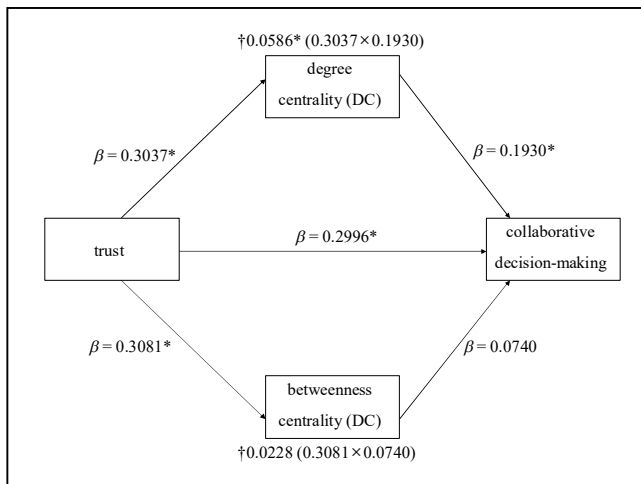 †0.0586* (0.3037×0.1930)
degree
centrality (DC)
β = 0.3037*
β = 0.1930*
trust
β = 0.2996*
collaborative
decision-making
β = 0.3081*
β = 0.0740
betweenness
centrality (DC)
†0.0228 (0.3081×0.0740)